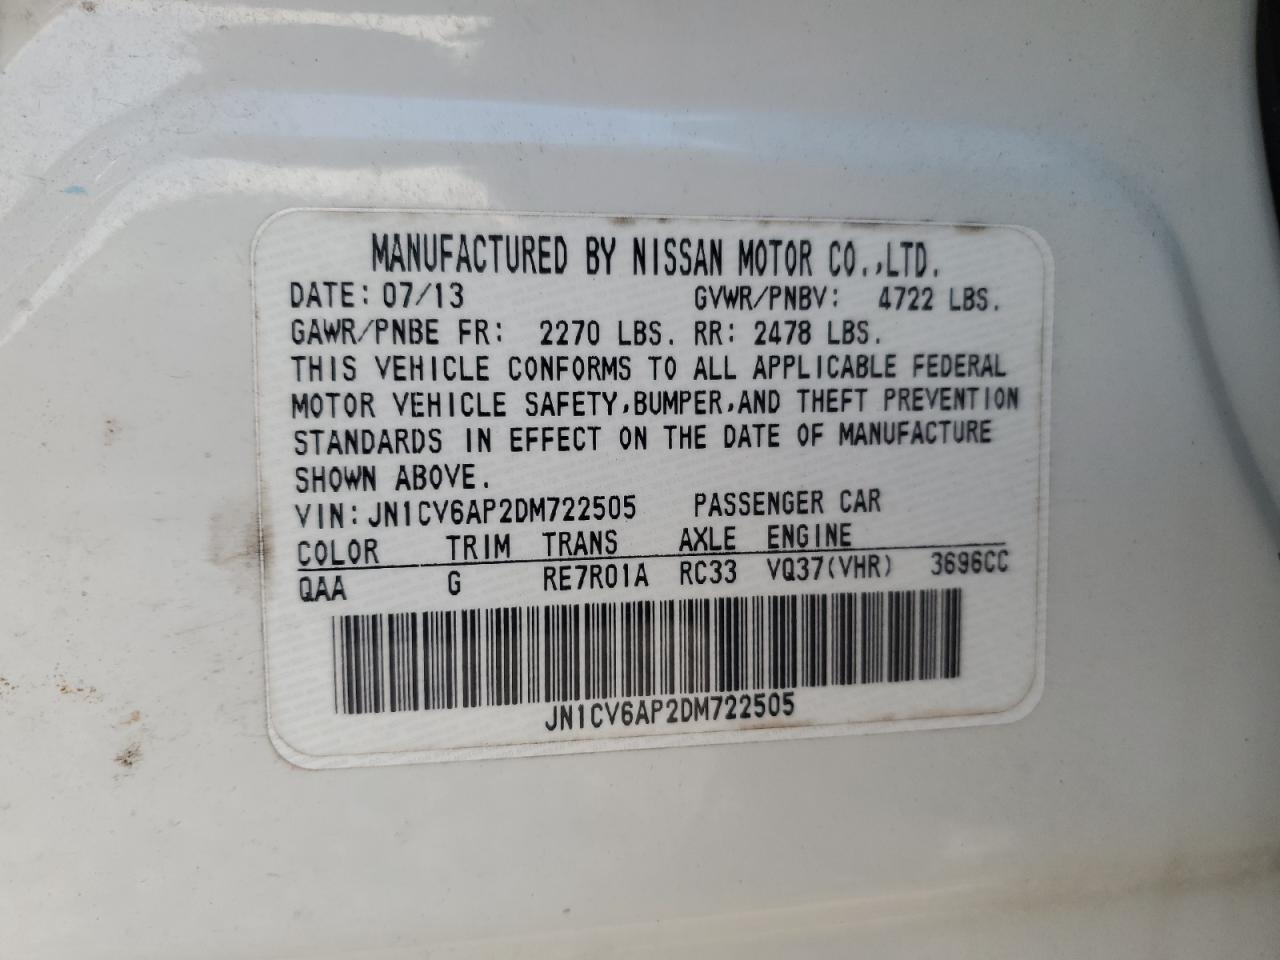 MANUFACTURED BY NISSAN MOTOR CO.,LTD.
DATE: 07/13 GVWR/PNBV: 4722 LBS.
GAWR/PNBE FR: 2270 LBS. RR: 2478 LBS.
THIS VEHICLE CONFORMS TO ALL APPLICABLE FEDERAL
MOTOR VEHICLE SAFETY,BUMPER,AND THEFT PREVENTION
STANDARDS IN EFFECT ON THE DATE OF MANUFACTURE
SHOWN ABOVE.
VIN: JN1CV6AP2DM722505 PASSENGER CAR
COLOR TRIM TRANS AXLE ENGINE
QAA G RE7R01A RC33 VQ37(VHR) 3696CC
JN1CV6AP2DM722505